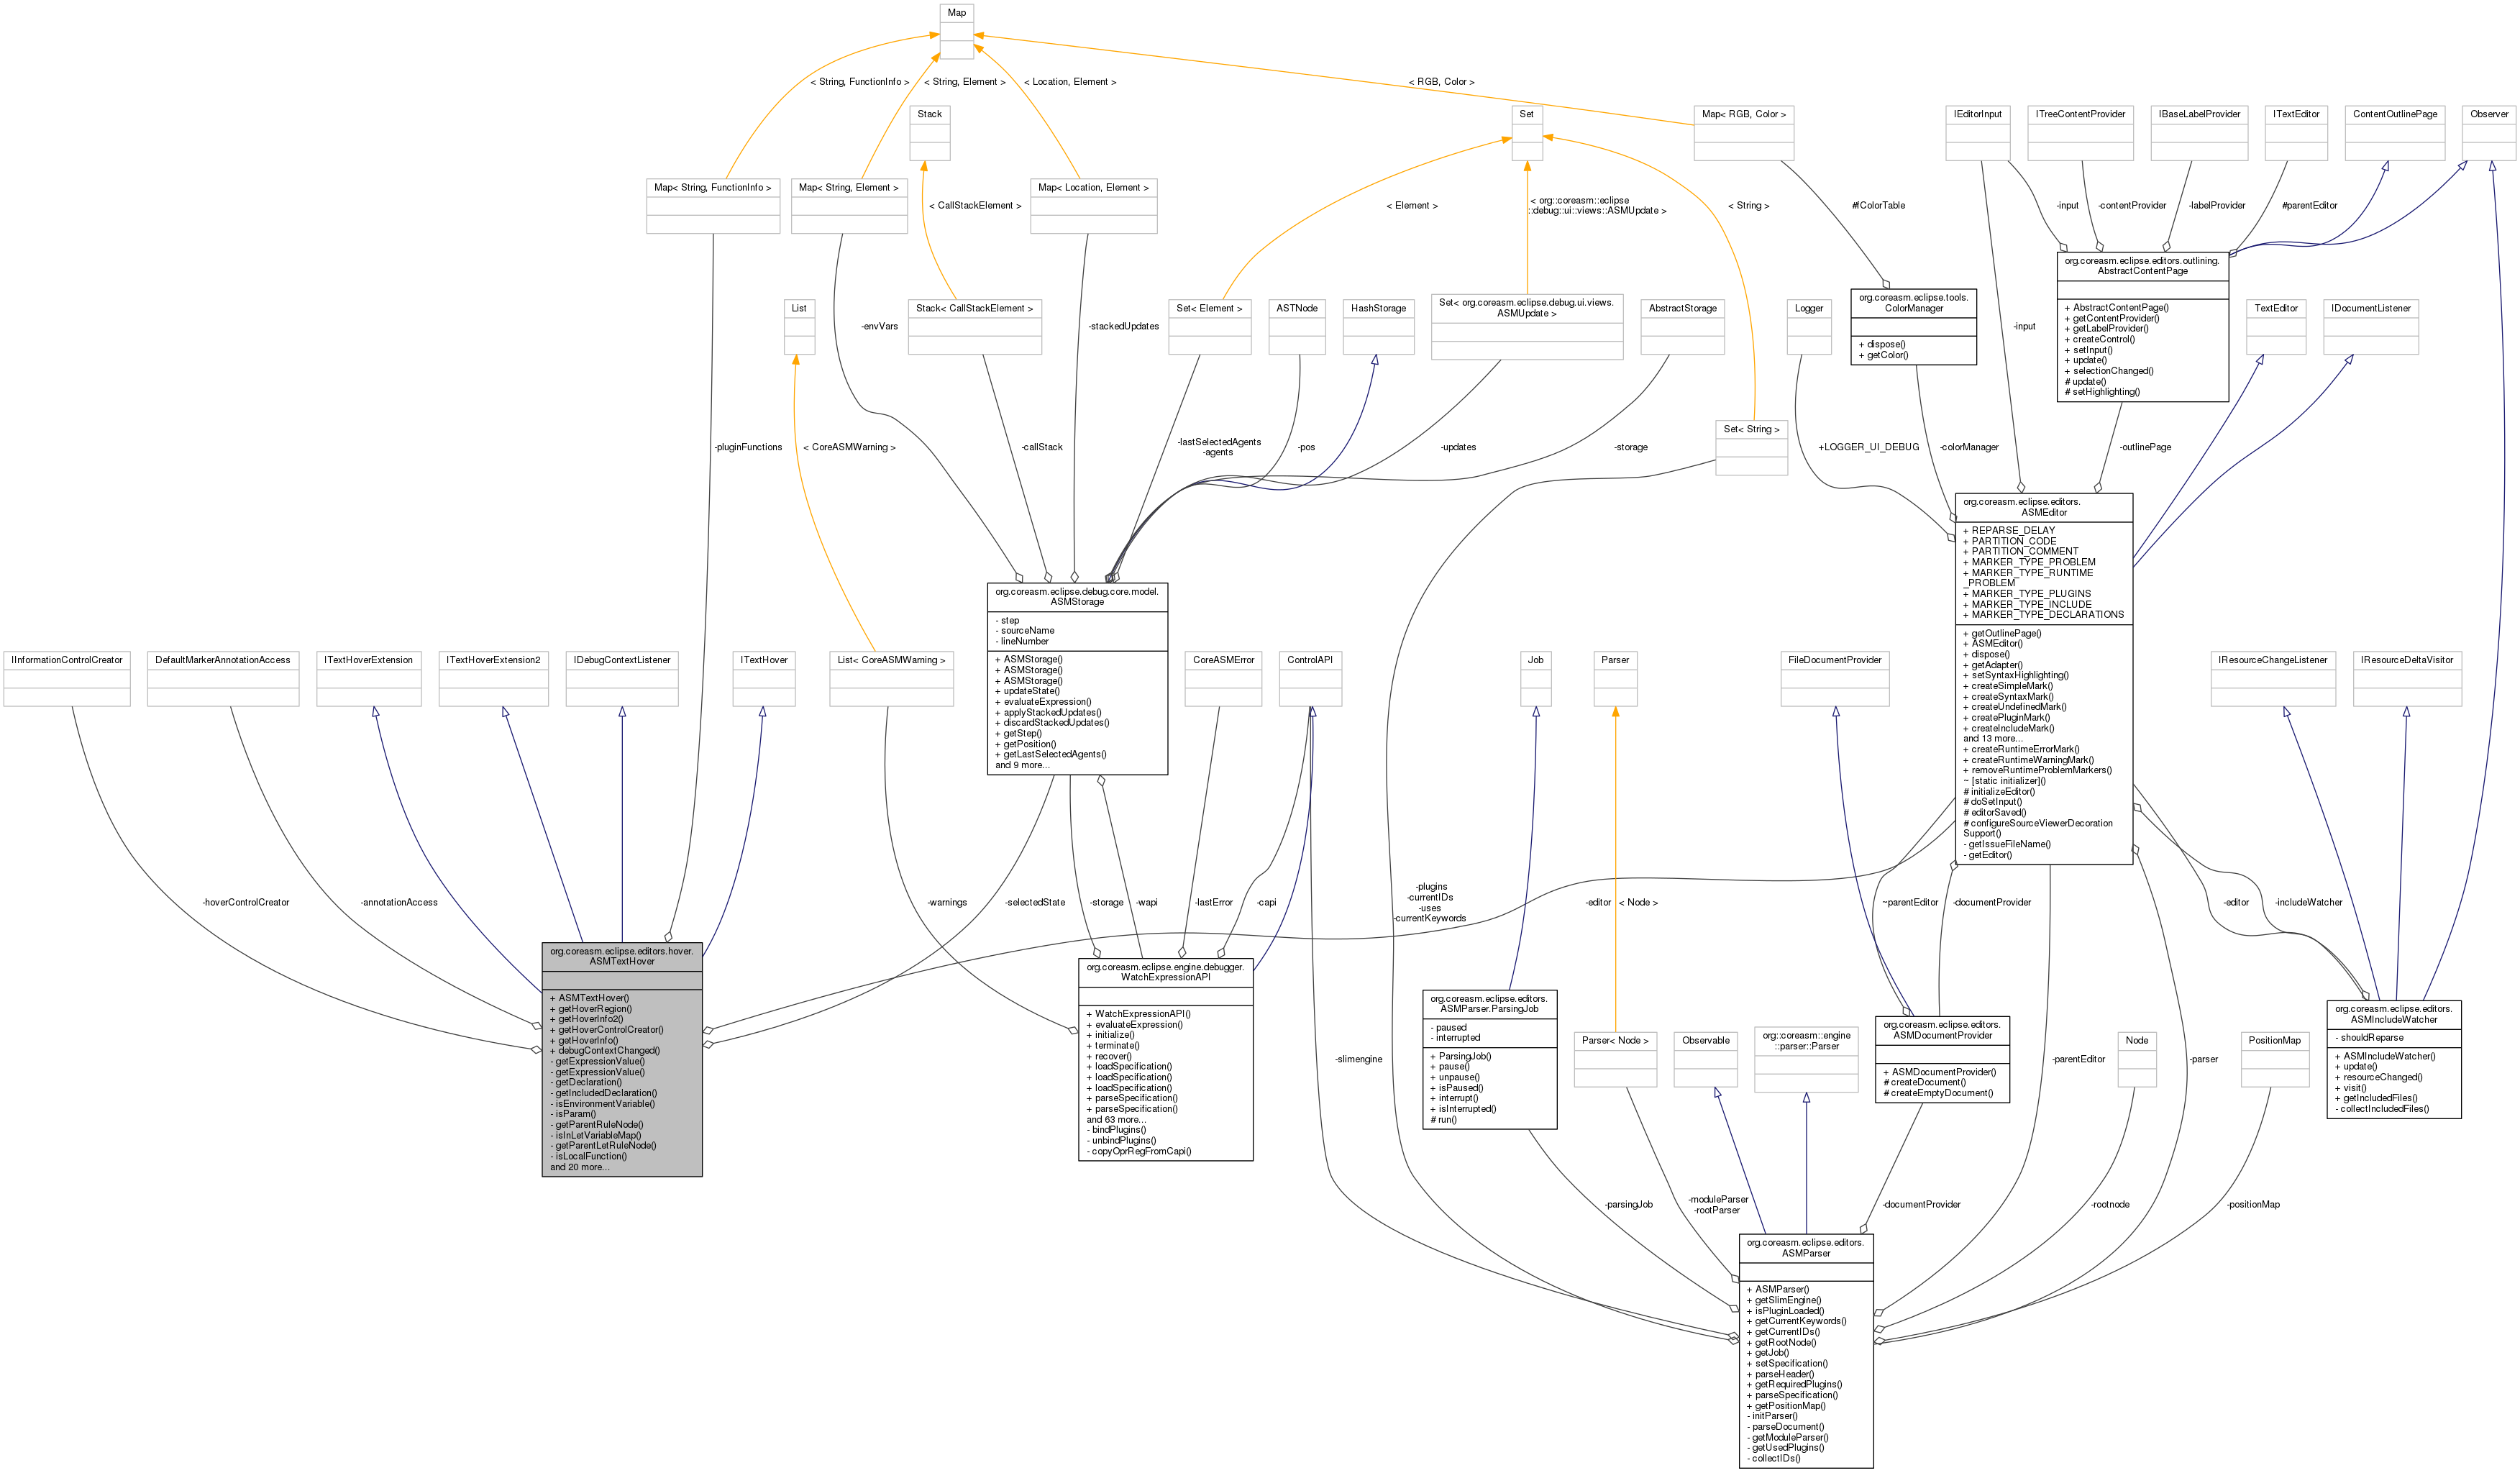 Map
< String, FunctionInfo >
< String, Element >
< Location, Element >
< RGB, Color >
Stack
Set
Map< RGB, Color >
IEditorInput
ITreeContentProvider
IBaseLabelProvider
ITextEditor
ContentOutlinePage
Observer
Map< String, FunctionInfo >
Map< String, Element >
Map< Location, Element >
< CallStackElement >
< Element >
< org::coreasm::eclipse
::debug::ui::views::ASMUpdate >
< String >
#fColorTable
-input
-contentProvider
-labelProvider
#parentEditor
org.coreasm.eclipse.editors.outlining.
AbstractContentPage
+ AbstractContentPage()
+ getContentProvider()
+ getLabelProvider()
+ createControl()
+ setInput()
+ update()
+ selectionChanged()
# update()
# setHighlighting()
List
-envVars
Stack< CallStackElement >
-stackedUpdates
Set< Element >
ASTNode
HashStorage
Set< org.coreasm.eclipse.debug.ui.views.
ASMUpdate >
AbstractStorage
Logger
org.coreasm.eclipse.tools.
ColorManager
+ dispose()
+ getColor()
-input
TextEditor
IDocumentListener
Set< String >
-pluginFunctions
< CoreASMWarning >
-callStack
-lastSelectedAgents
-agents
-pos
-updates
-storage
+LOGGER_UI_DEBUG
-colorManager
-outlinePage
org.coreasm.eclipse.editors.
ASMEditor
+ REPARSE_DELAY
+ PARTITION_CODE
+ PARTITION_COMMENT
+ MARKER_TYPE_PROBLEM
+ MARKER_TYPE_RUNTIME
_PROBLEM
+ MARKER_TYPE_PLUGINS
+ MARKER_TYPE_INCLUDE
+ MARKER_TYPE_DECLARATIONS
+ getOutlinePage()
+ ASMEditor()
+ dispose()
+ getAdapter()
+ setSyntaxHighlighting()
+ createSimpleMark()
+ createSyntaxMark()
+ createUndefinedMark()
+ createPluginMark()
+ createIncludeMark()
and 13 more...
+ createRuntimeErrorMark()
+ createRuntimeWarningMark()
+ removeRuntimeProblemMarkers()
~ [static initializer]()
# initializeEditor()
# doSetInput()
# editorSaved()
# configureSourceViewerDecoration
Support()
- getIssueFileName()
- getEditor()
org.coreasm.eclipse.debug.core.model.
ASMStorage
- step
- sourceName
- lineNumber
+ ASMStorage()
+ ASMStorage()
+ ASMStorage()
+ updateState()
+ evaluateExpression()
+ applyStackedUpdates()
+ discardStackedUpdates()
+ getStep()
+ getPosition()
+ getLastSelectedAgents()
and 9 more...
IInformationControlCreator
DefaultMarkerAnnotationAccess
ITextHoverExtension
ITextHoverExtension2
IDebugContextListener
ITextHover
List< CoreASMWarning >
CoreASMError
ControlAPI
Job
Parser
FileDocumentProvider
IResourceChangeListener
IResourceDeltaVisitor
-hoverControlCreator
-annotationAccess
-warnings
-selectedState
-storage
-wapi
-lastError
-capi
-plugins
-currentIDs
-uses
-currentKeywords
-editor
< Node >
~parentEditor
-documentProvider
-editor
-includeWatcher
org.coreasm.eclipse.editors.hover.
ASMTextHover
+ ASMTextHover()
+ getHoverRegion()
+ getHoverInfo2()
+ getHoverControlCreator()
+ getHoverInfo()
+ debugContextChanged()
- getExpressionValue()
- getExpressionValue()
- getDeclaration()
- getIncludedDeclaration()
- isEnvironmentVariable()
- isParam()
- getParentRuleNode()
- isInLetVariableMap()
- getParentLetRuleNode()
- isLocalFunction()
and 20 more...
org.coreasm.eclipse.engine.debugger.
WatchExpressionAPI
+ WatchExpressionAPI()
+ evaluateExpression()
+ initialize()
+ terminate()
+ recover()
+ loadSpecification()
+ loadSpecification()
+ loadSpecification()
+ parseSpecification()
+ parseSpecification()
and 63 more...
- bindPlugins()
- unbindPlugins()
- copyOprRegFromCapi()
-slimengine
org.coreasm.eclipse.editors.
ASMParser.ParsingJob
- paused
- interrupted
+ ParsingJob()
+ pause()
+ unpause()
+ isPaused()
+ interrupt()
+ isInterrupted()
# run()
Parser< Node >
Observable
org::coreasm::engine
::parser::Parser
org.coreasm.eclipse.editors.
ASMDocumentProvider
+ ASMDocumentProvider()
# createDocument()
# createEmptyDocument()
-parentEditor
Node
-parser
PositionMap
org.coreasm.eclipse.editors.
ASMIncludeWatcher
- shouldReparse
+ ASMIncludeWatcher()
+ update()
+ resourceChanged()
+ visit()
+ getIncludedFiles()
- collectIncludedFiles()
-parsingJob
-moduleParser
-rootParser
-documentProvider
-rootnode
-positionMap
org.coreasm.eclipse.editors.
ASMParser
+ ASMParser()
+ getSlimEngine()
+ isPluginLoaded()
+ getCurrentKeywords()
+ getCurrentIDs()
+ getRootNode()
+ getJob()
+ setSpecification()
+ parseHeader()
+ getRequiredPlugins()
+ parseSpecification()
+ getPositionMap()
- initParser()
- parseDocument()
- getModuleParser()
- getUsedPlugins()
- collectIDs()